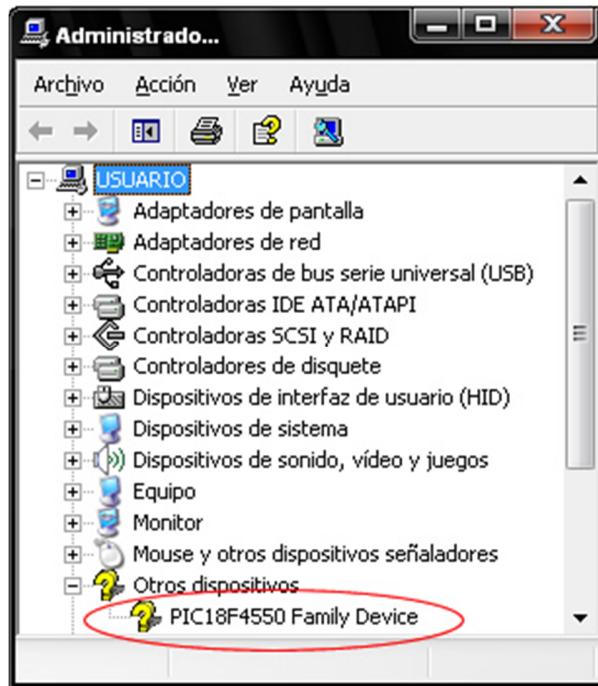 Administrado...
Archivo Acción Ver Ayuda
USUARIO
Adaptadores de pantalla
Adaptadores de red
Controladoras de bus serie universal (USB)
Controladoras IDE ATA/ATAPI
Controladoras SCSI y RAID
Controladores de disquete
Dispositivos de interfaz de usuario (HID)
Dispositivos de sistema
Dispositivos de sonido, vídeo y juegos
Equipo
Monitor
Mouse y otros dispositivos señaladores
Otros dispositivos
PIC18F4550 Family Device